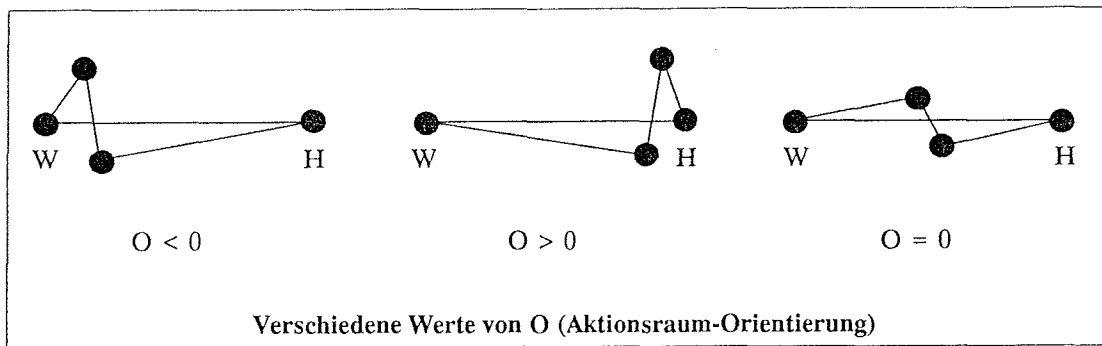 W H W H W H
O < 0 O > 0 O = 0
Verschiedene Werte von O (Aktionsraum-Orientierung)